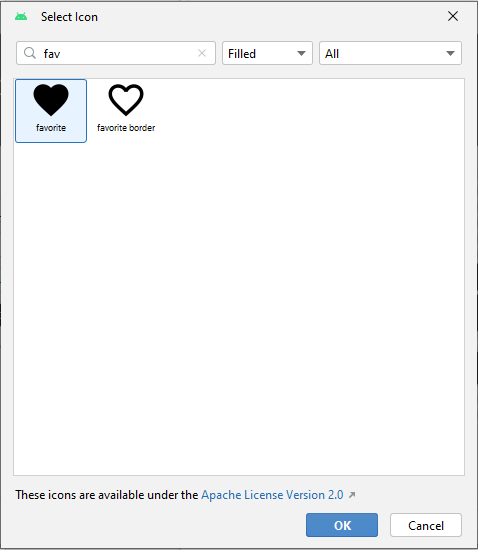 Select Icon
fav
Filled
All
favorite
favorite border
These icons are available under the Apache License Version 2.0
OK
Cancel